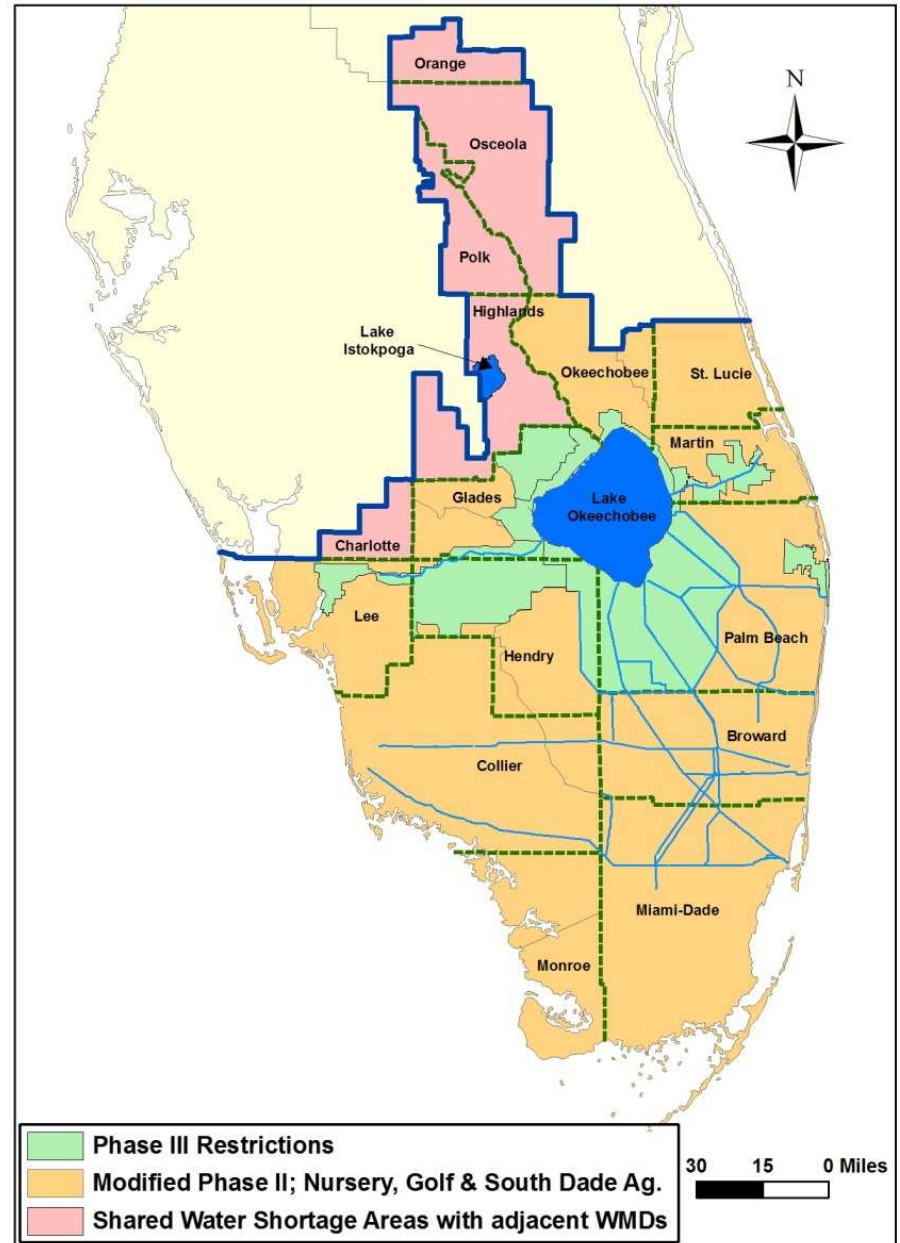 Orange
N
Osceola
Polk
Highlands
Lake
Istokpoga
Okeechobee
St. Lucie
Martin
Glades
Lake
Okeechobee
Charlotte
Lee
Palm Beach
Hendry
Broward
Collier
Miami-Dade
Monroe
Phase III Restrictions
Modified Phase II; Nursery, Golf & South Dade Ag.
Shared Water Shortage Areas with adjacent WMDs
30 15 0 Miles